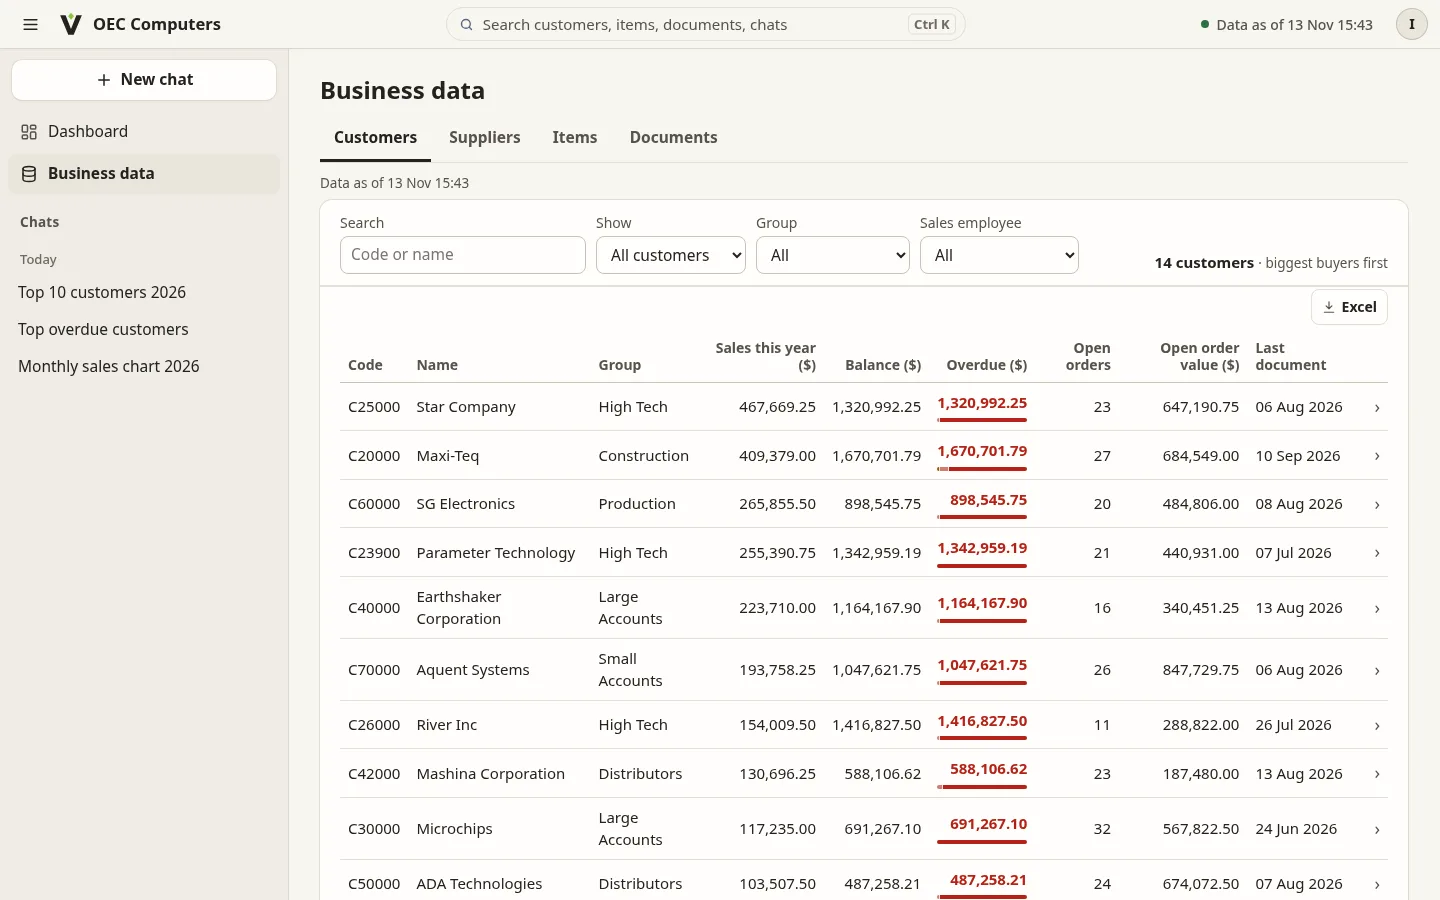 OEC Computers
Search customers, items, documents, chats
Ctrl K
Data as of 13 Nov 15:43
I
New chat
Dashboard
Business data
Chats
Today
Top 10 customers 2026
Top overdue customers
Monthly sales chart 2026
Business data
Customers Suppliers Items Documents
Data as of 13 Nov 15:43
Search Show Group Sales employee
Code or name All customers All All
14 customers · biggest buyers first
Excel
Code Name Group Sales this year ($) Balance ($) Overdue ($) Open orders Open order value ($) Last document
C25000 Star Company High Tech 467,669.25 1,320,992.25 1,320,992.25 23 647,190.75 06 Aug 2026 ›
C20000 Maxi-Teq Construction 409,379.00 1,670,701.79 1,670,701.79 27 684,549.00 10 Sep 2026 ›
C60000 SG Electronics Production 265,855.50 898,545.75 898,545.75 20 484,806.00 08 Aug 2026 ›
C23900 Parameter Technology High Tech 255,390.75 1,342,959.19 1,342,959.19 21 440,931.00 07 Jul 2026 ›
C40000 Earthshaker Corporation Large Accounts 223,710.00 1,164,167.90 1,164,167.90 16 340,451.25 13 Aug 2026 ›
C70000 Aquent Systems Small Accounts 193,758.25 1,047,621.75 1,047,621.75 26 847,729.75 06 Aug 2026 ›
C26000 River Inc High Tech 154,009.50 1,416,827.50 1,416,827.50 11 288,822.00 26 Jul 2026 ›
C42000 Mashina Corporation Distributors 130,696.25 588,106.62 588,106.62 23 187,480.00 13 Aug 2026 ›
C30000 Microchips Large Accounts 117,235.00 691,267.10 691,267.10 32 567,822.50 24 Jun 2026 ›
C50000 ADA Technologies Distributors 103,507.50 487,258.21 487,258.21 24 674,072.50 07 Aug 2026 ›